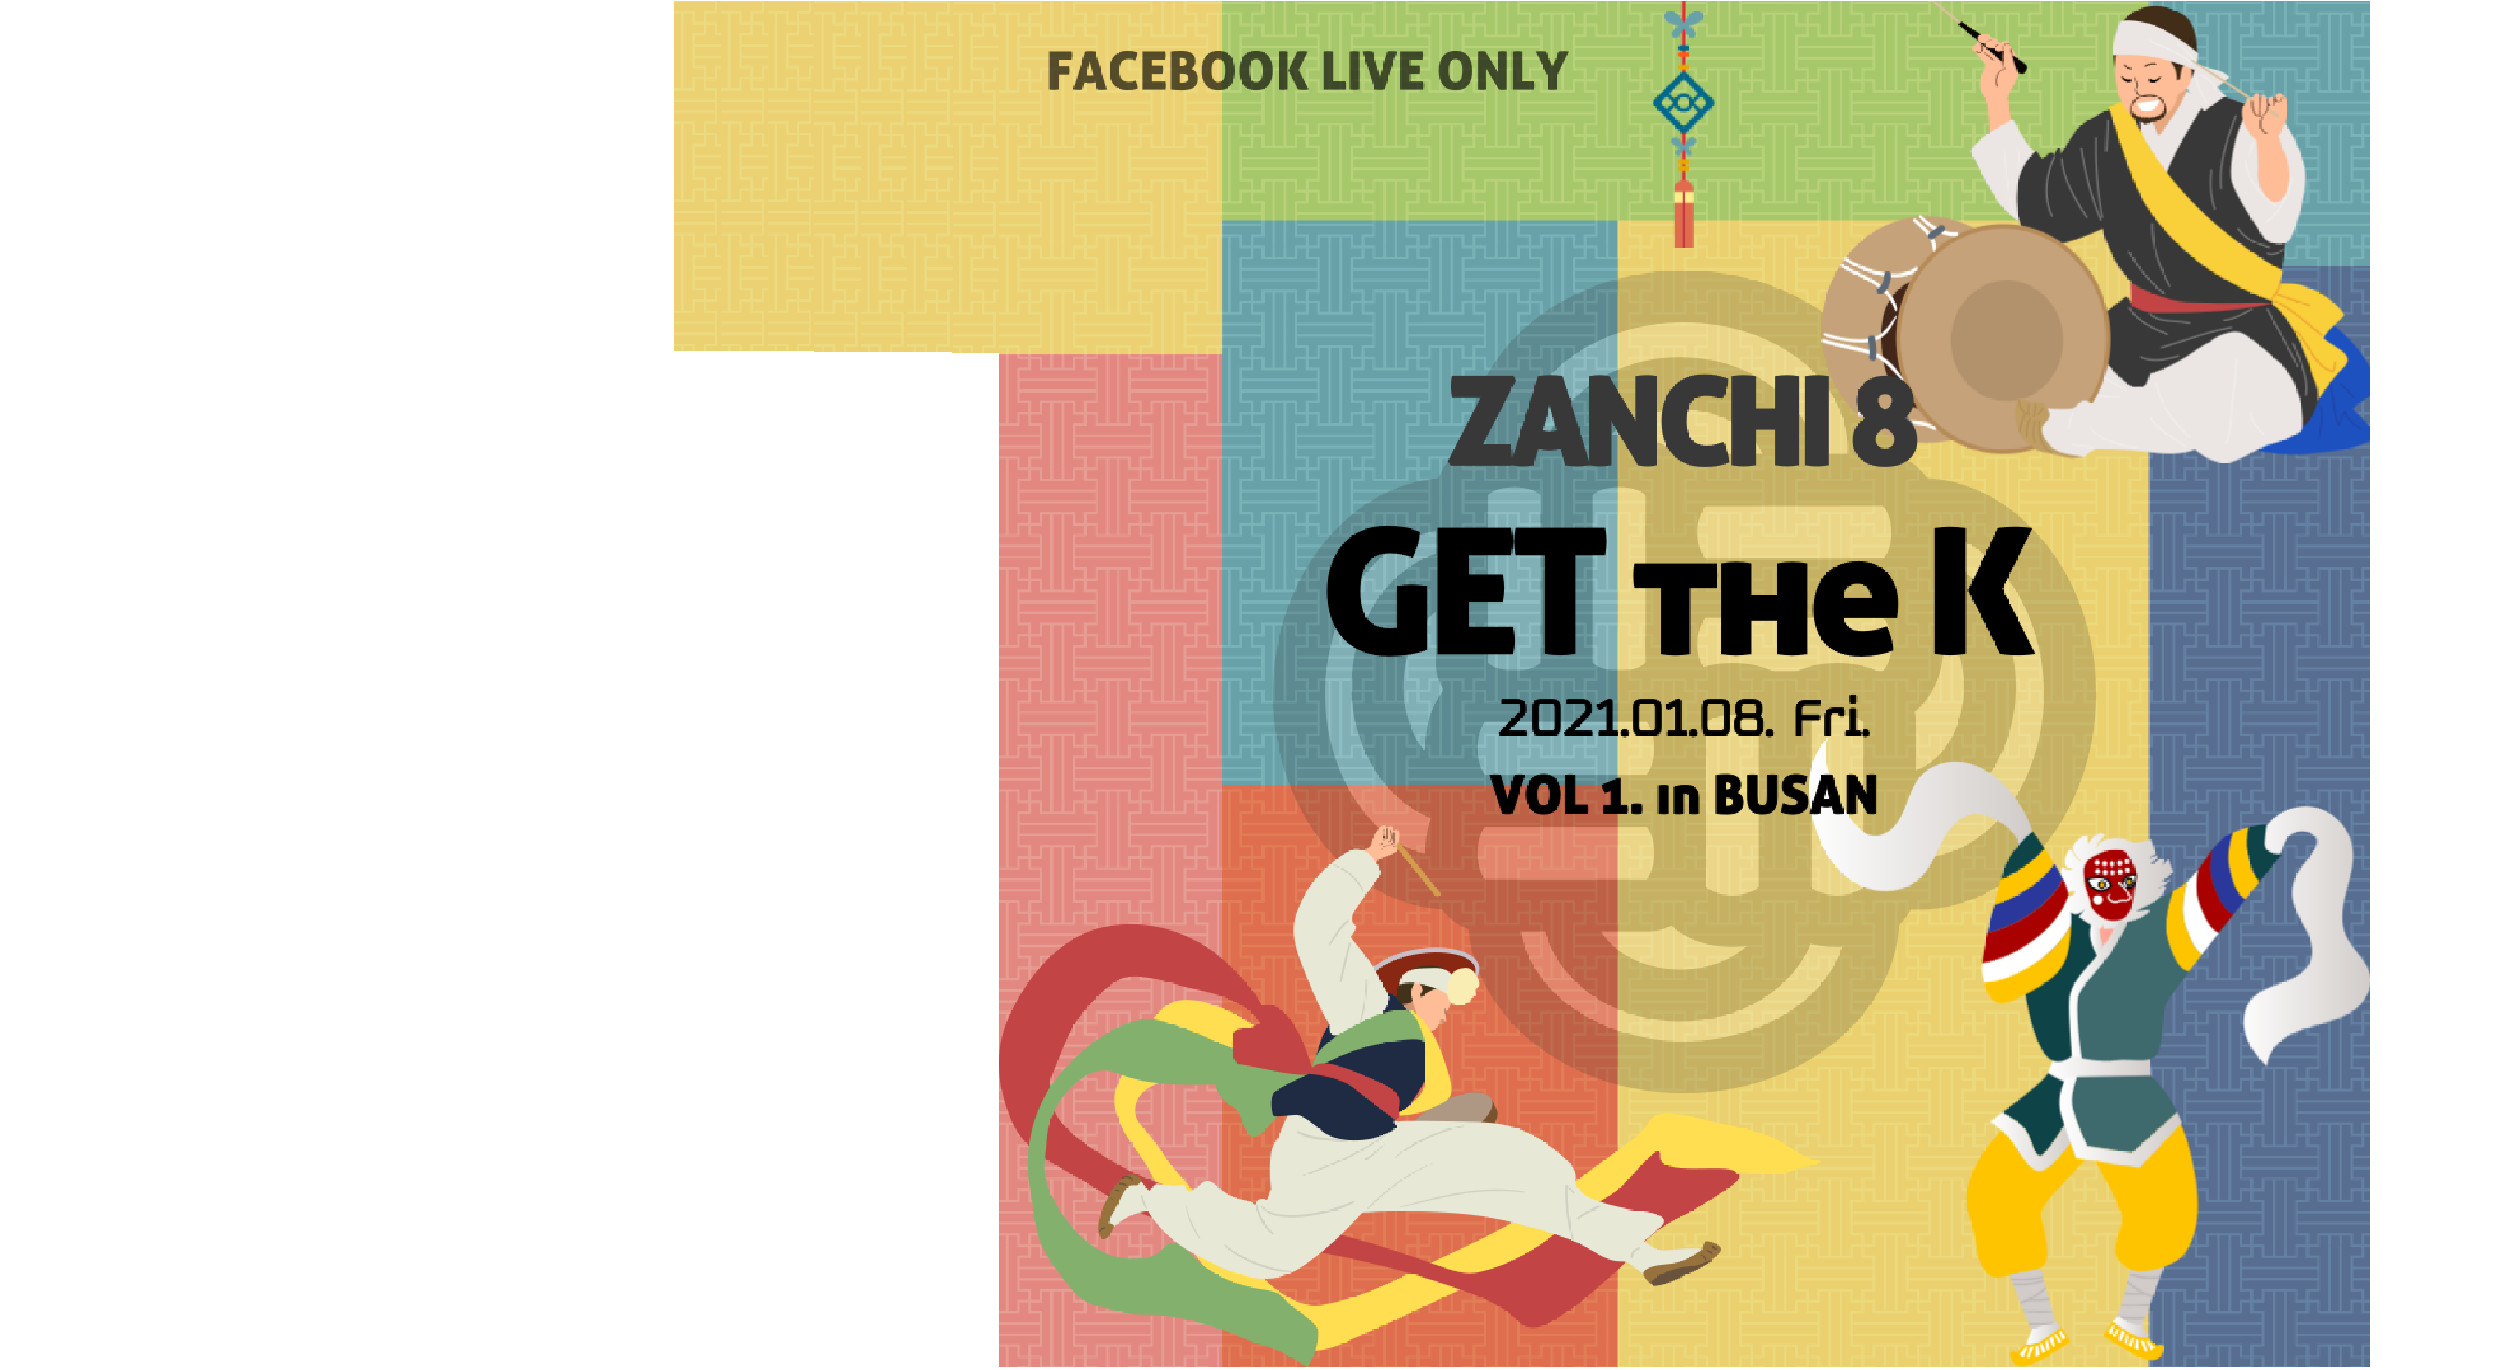 FACEBOOK LIVE ONLY
ZANCHI 8
GET the K
2021.01.08. Fri.
VOL 1. in BUSAN